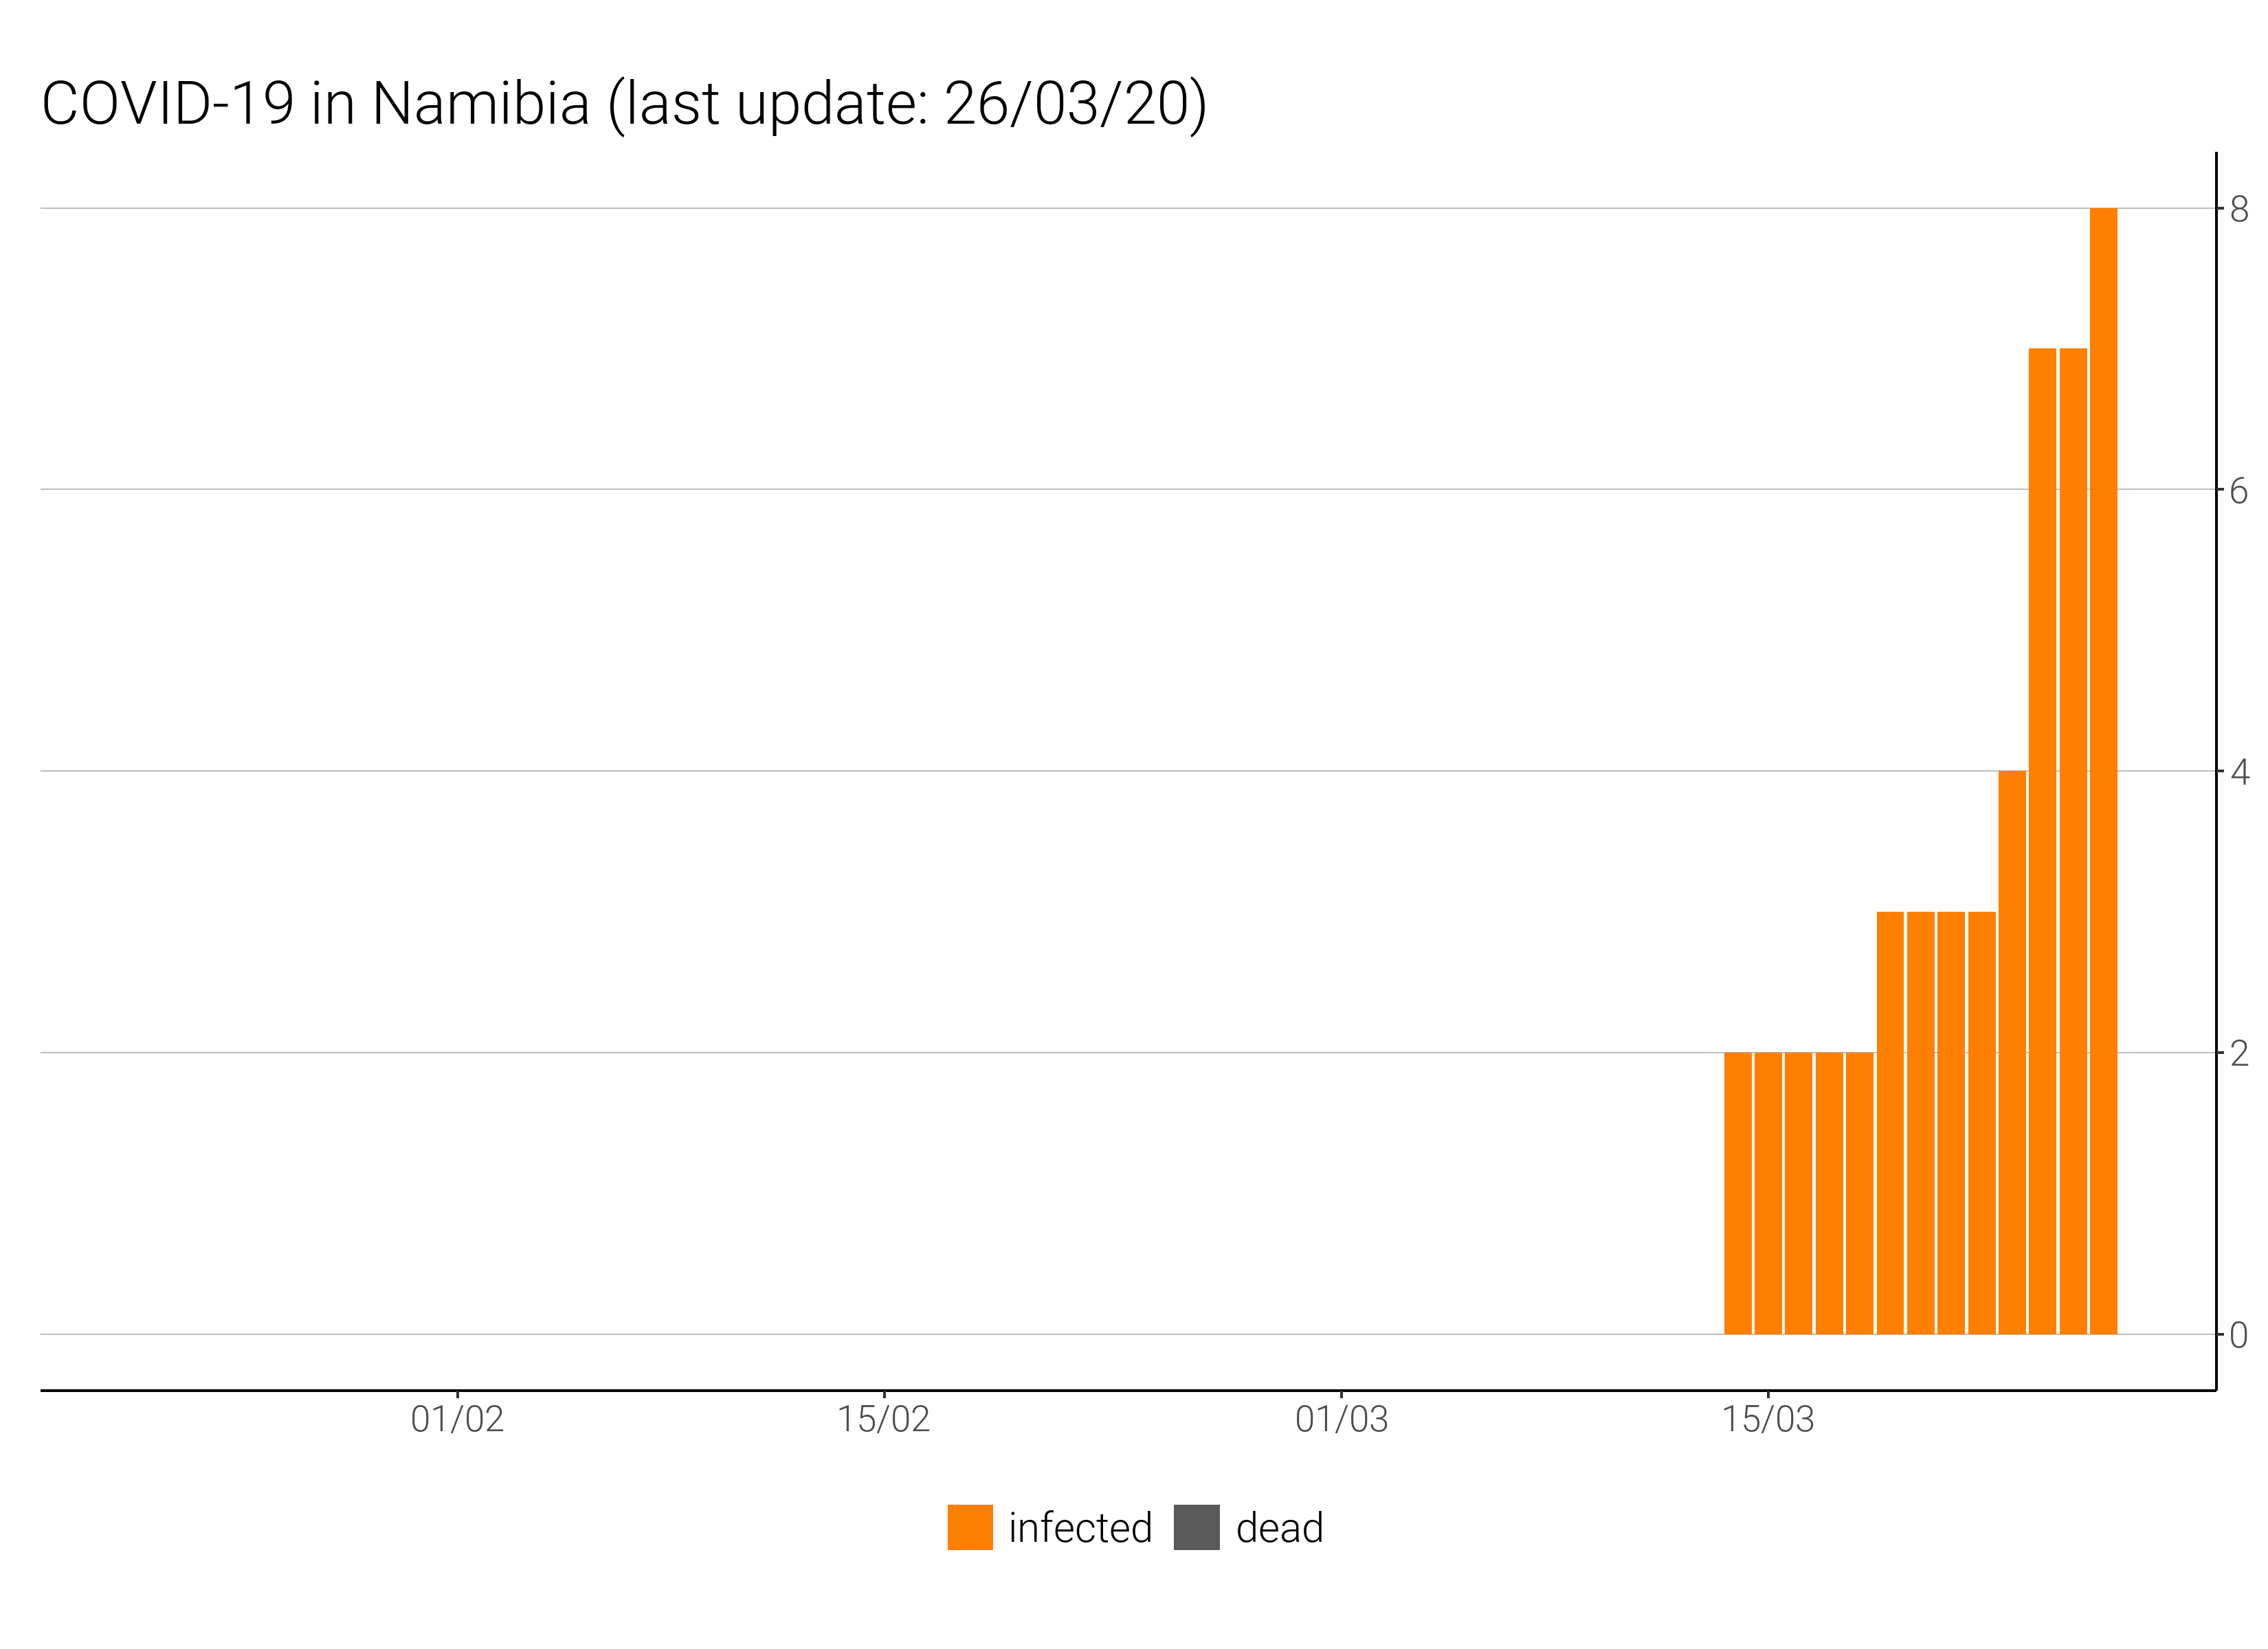 COVID-19 in Namibia (last update: 26/03/20)
8
6
4
2
0
01/02 15/02 01/03 15/03
infected dead